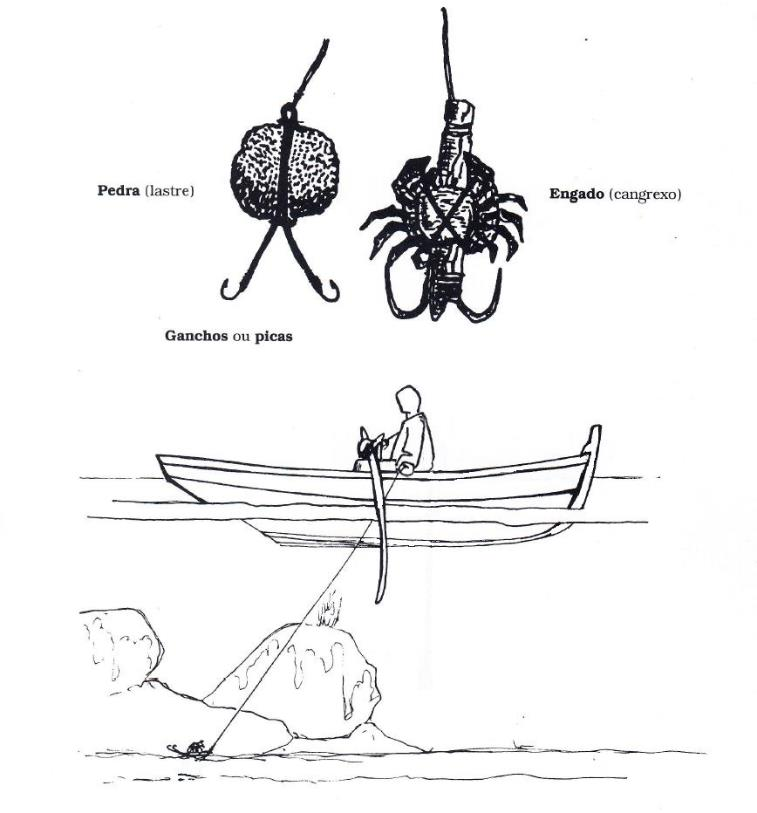 Pedra (lastre)
Engado (cangrexo)
Ganchos ou picas